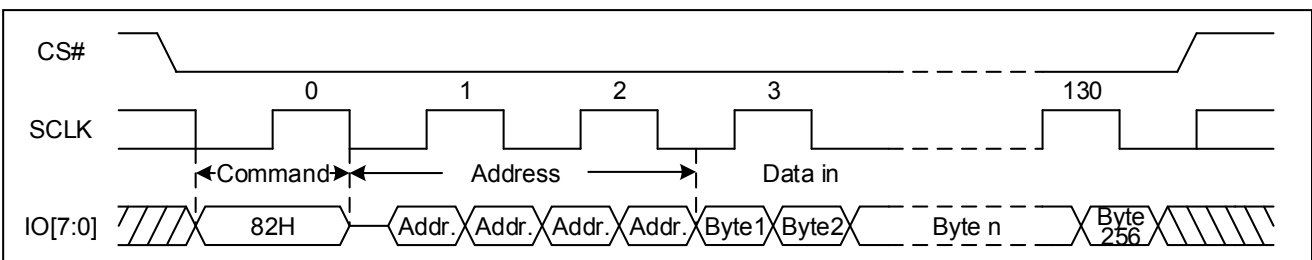 CS#
0 1 2 3 130
SCLK
Command Address Data in
IO[7:0] 82H Addr. Addr. Addr. Addr. Byte1 Byte2 Byte n Byte
256